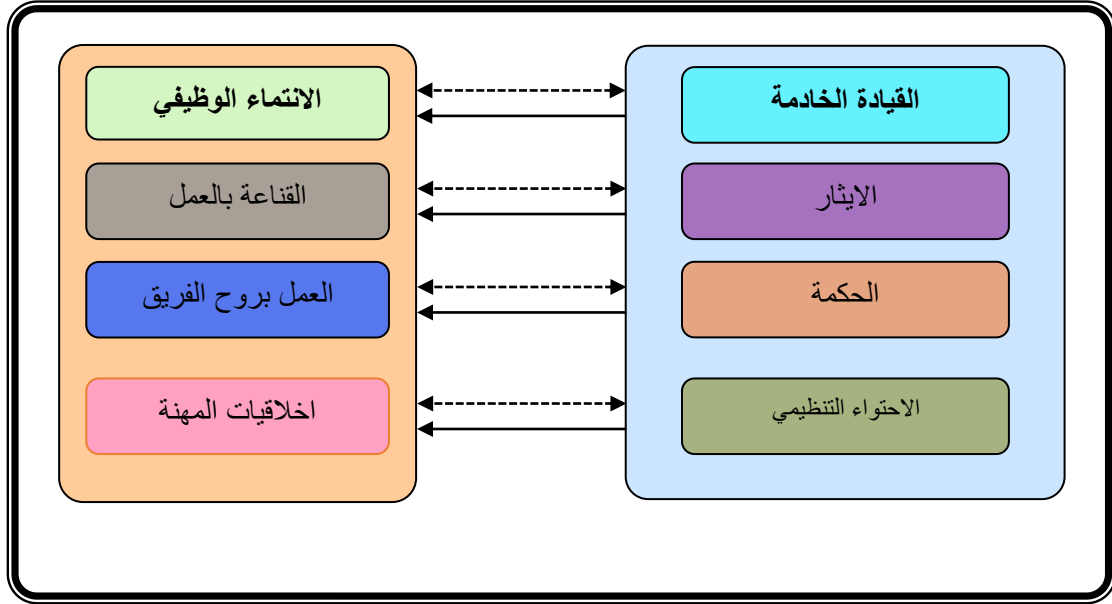 القيادة الخادمة
الانتماء الوظيفي
الايثار
القناعة بالعمل
الحكمة
العمل بروح الفريق
الاحتواء التنظيمي
اخلاقيات المهنة